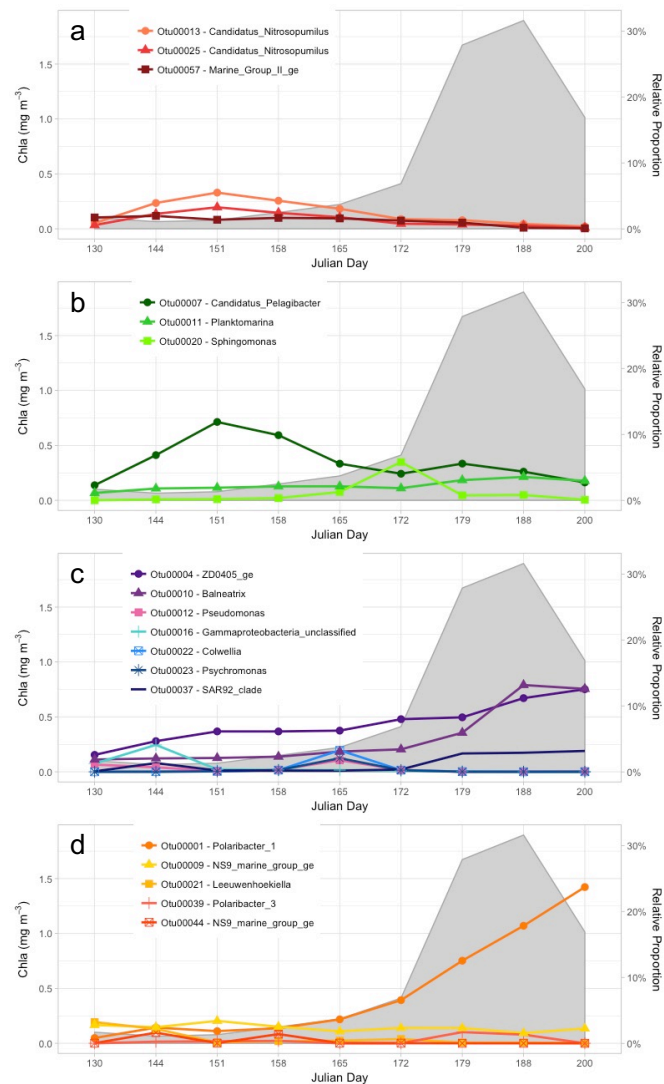 a
Otu00013 - Candidatus_Nitrosopumilus
Otu00025 - Candidatus_Nitrosopumilus
Otu00057 - Marine_Group_II_ge
Chla (mg m⁻³)
1.5
1.0
0.5
0.0
30%
20%
10%
0%
Relative Proportion
130 144 151 158 165 172 179 188 200
Julian Day
b
Otu00007 - Candidatus_Pelagibacter
Otu00011 - Planktomarina
Otu00020 - Sphingomonas
Chla (mg m⁻³)
1.5
1.0
0.5
0.0
30%
20%
10%
0%
Relative Proportion
130 144 151 158 165 172 179 188 200
Julian Day
c
Otu00004 - ZD0405_ge
Otu00010 - Balneatrix
Otu00012 - Pseudomonas
Otu00016 - Gammaproteobacteria_unclassified
Otu00022 - Colwellia
Otu00023 - Psychromonas
Otu00037 - SAR92_clade
Chla (mg m⁻³)
1.5
1.0
0.5
0.0
30%
20%
10%
0%
Relative Proportion
130 144 151 158 165 172 179 188 200
Julian Day
d
Otu00001 - Polaribacter_1
Otu00009 - NS9_marine_group_ge
Otu00021 - Leeuwenhoekiella
Otu00039 - Polaribacter_3
Otu00044 - NS9_marine_group_ge
Chla (mg m⁻³)
1.5
1.0
0.5
0.0
30%
20%
10%
0%
Relative Proportion
130 144 151 158 165 172 179 188 200
Julian Day